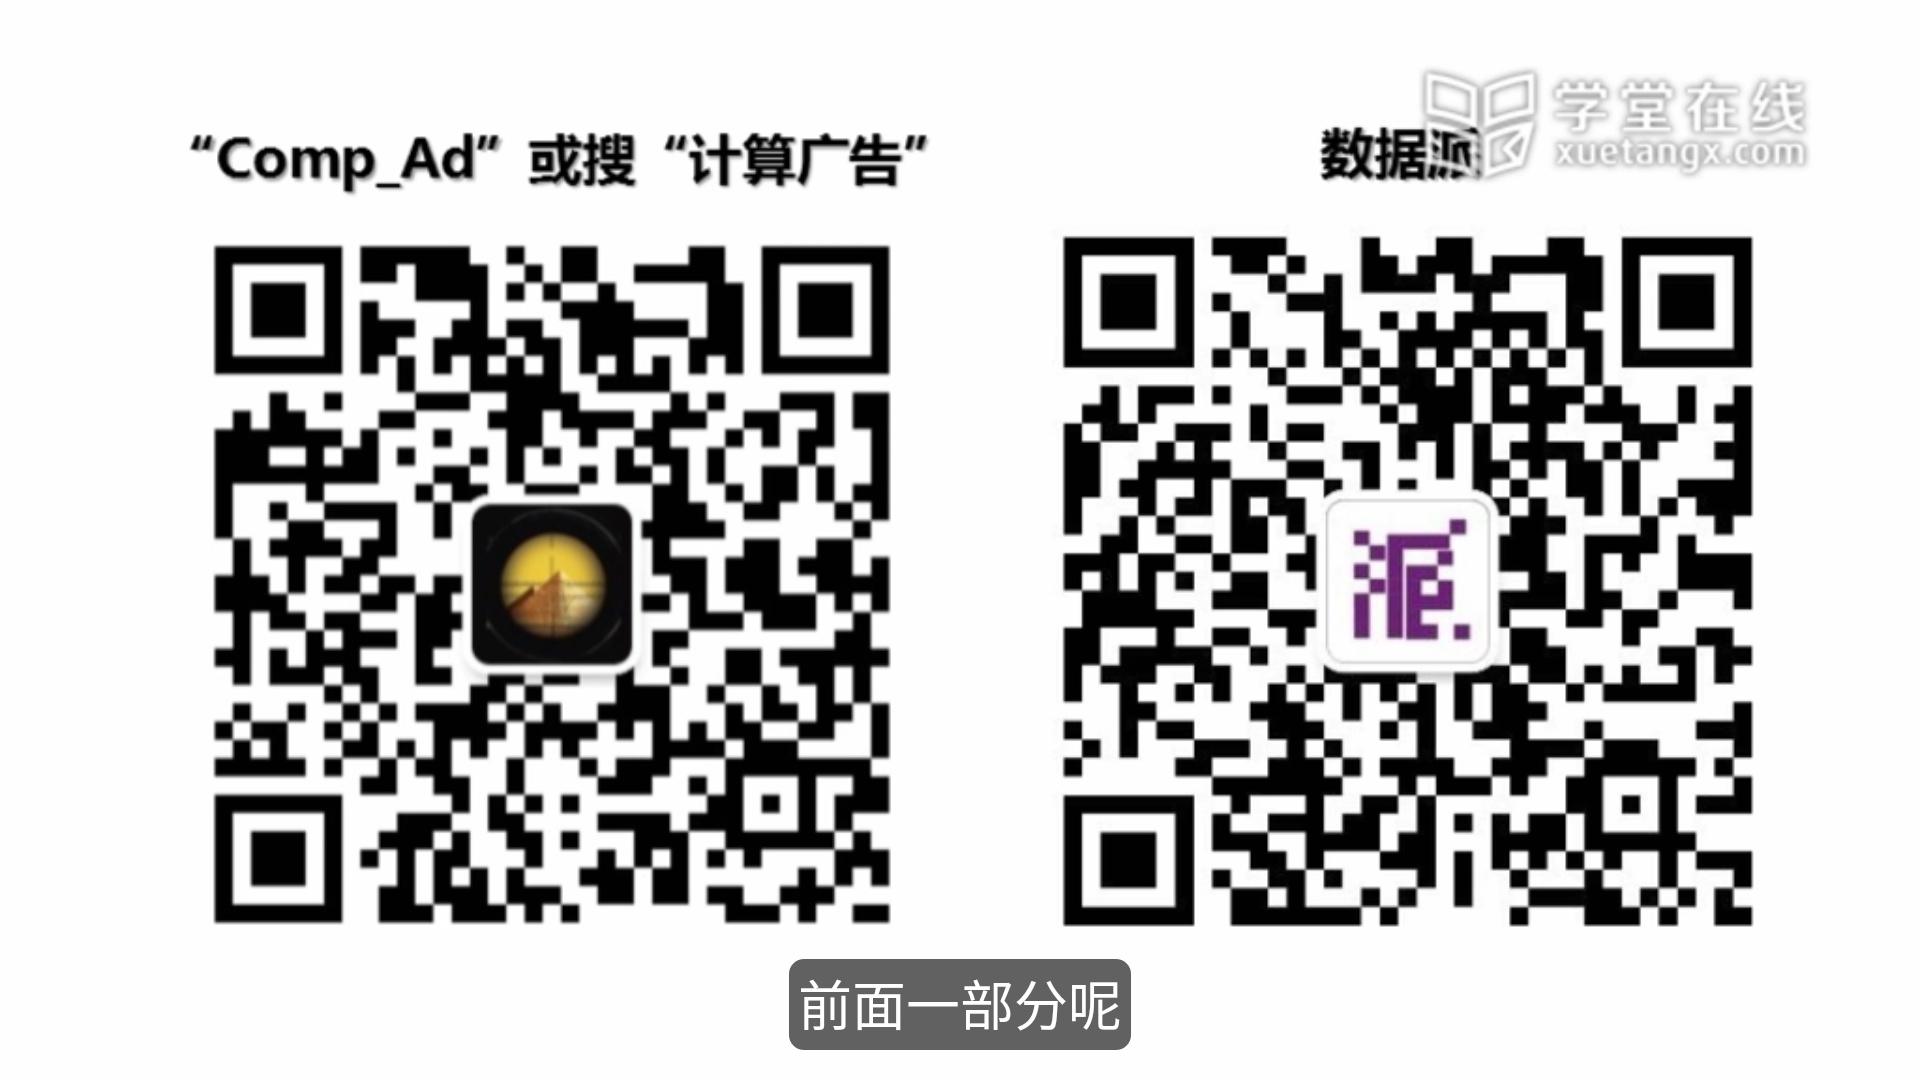 “Comp_Ad”或搜“计算广告”
数据派
学堂在线
xuetangx.com
派
前面一部分呢